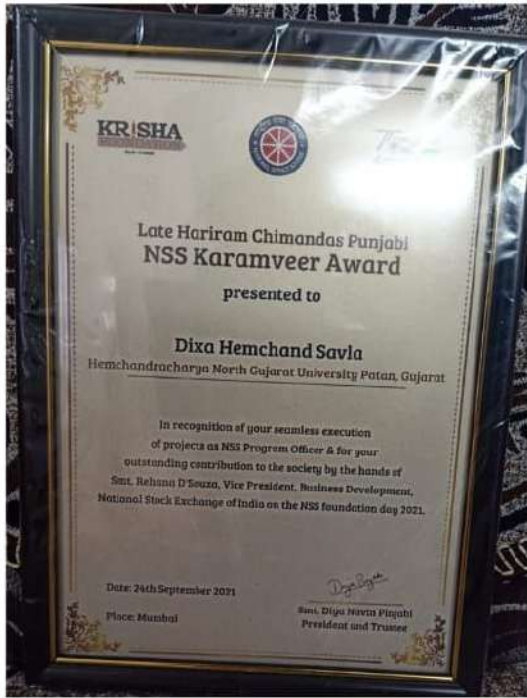 KRISHA
FOUNDATION
Late Hariram Chimandas Punjabi
NSS Karamveer Award
presented to
Dixa Hemchand Savla
Hemchandracharya North Gujarat University Patan, Gujarat
In recognition of your seamless execution
of projects as NSS Program Officer & for your
outstanding contribution to the society by the hands of
Smt. Rehana D'Souza, Vice President, Business Development,
National Stock Exchange of India on the NSS foundation day 2021.
Date: 24th September 2021
Place: Mumbai
Smt. Diya Navin Pinjabi
President and Trustee